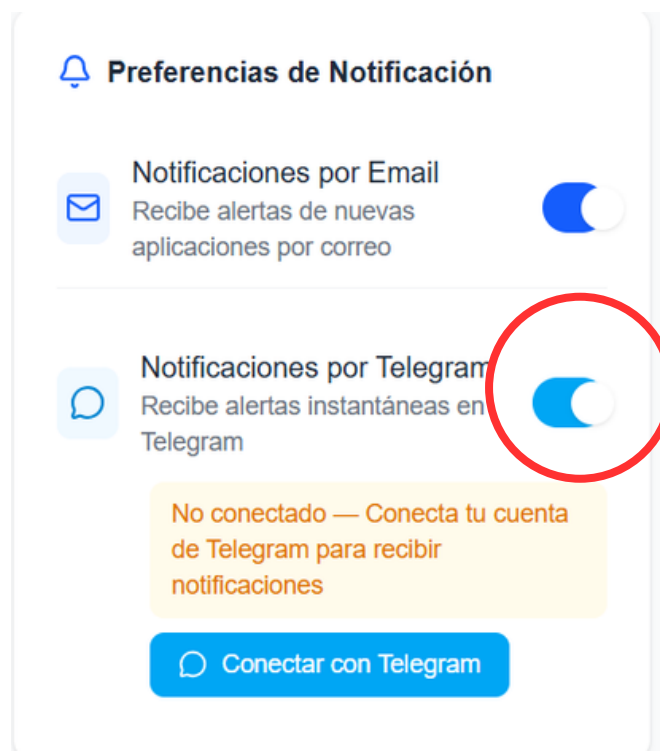 Preferencias de Notificación
Notificaciones por Email
Recibe alertas de nuevas
aplicaciones por correo
Notificaciones por Telegram
Recibe alertas instantáneas en
Telegram
No conectado — Conecta tu cuenta
de Telegram para recibir
notificaciones
Conectar con Telegram